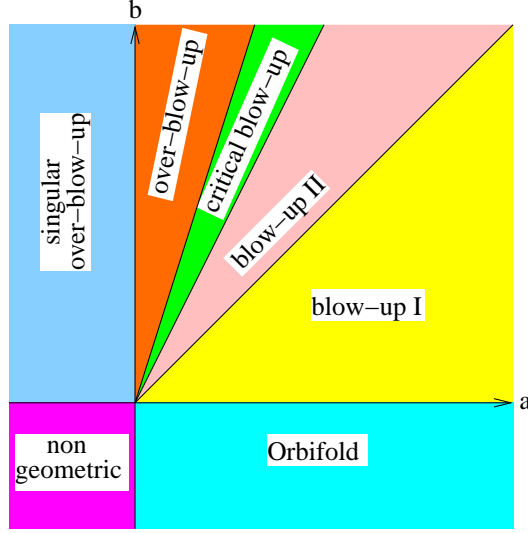 b
singular
over−blow−up
over−blow−up
critical blow−up
blow−up II
blow−up I
a
non
geometric
Orbifold